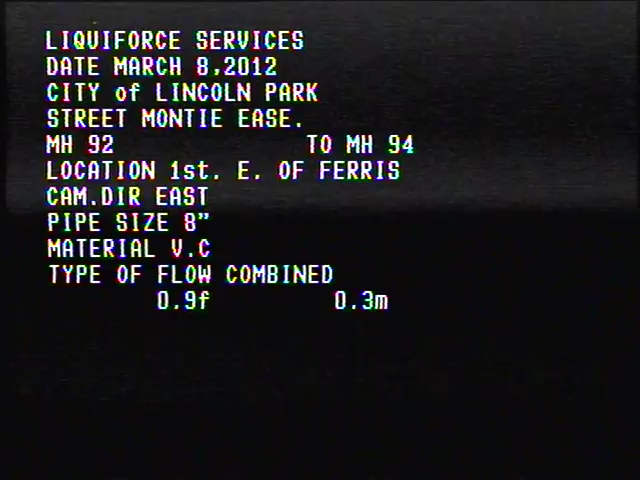 LIQUIFORCE SERVICES
DATE MARCH 8,2012
CITY of LINCOLN PARK
STREET MONTIE EASE.
MH 92 TO MH 94
LOCATION 1st. E. OF FERRIS
CAM.DIR EAST
PIPE SIZE 8”
MATERIAL V.C
TYPE OF FLOW COMBINED
0.9f 0.3m